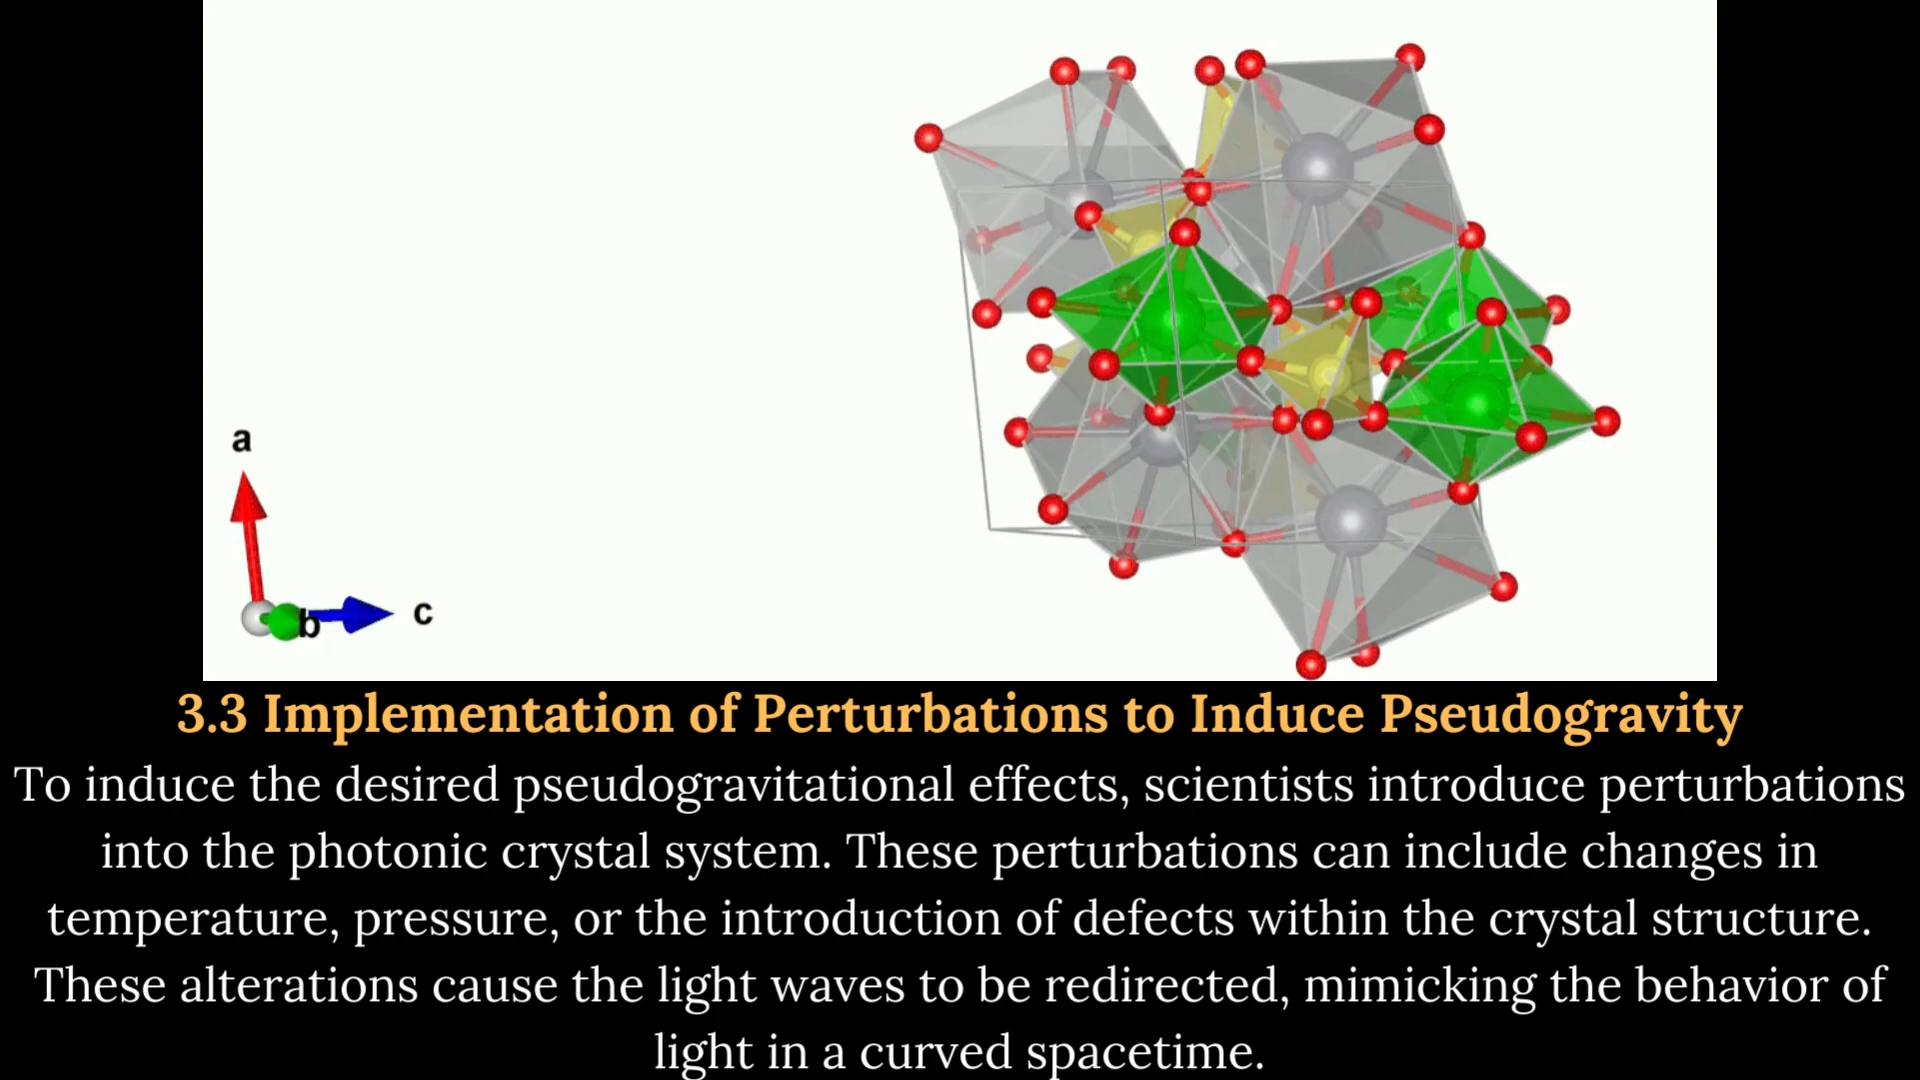 a
b
c
3.3 Implementation of Perturbations to Induce Pseudogravity
To induce the desired pseudogravitational effects, scientists introduce perturbations
into the photonic crystal system. These perturbations can include changes in
temperature, pressure, or the introduction of defects within the crystal structure.
These alterations cause the light waves to be redirected, mimicking the behavior of
light in a curved spacetime.